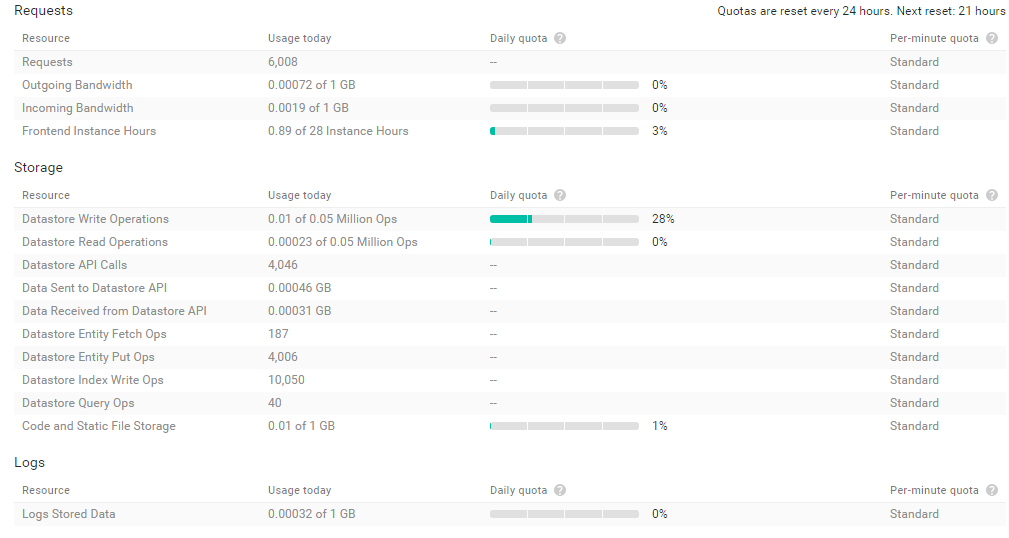 Requests Quotas are reset every 24 hours. Next reset: 21 hours
Resource Usage today Daily quota ? Per-minute quota ?
Requests 6,008 -- Standard
Outgoing Bandwidth 0.00072 of 1 GB 0% Standard
Incoming Bandwidth 0.0019 of 1 GB 0% Standard
Frontend Instance Hours 0.89 of 28 Instance Hours 3% Standard
Storage
Resource Usage today Daily quota ? Per-minute quota ?
Datastore Write Operations 0.01 of 0.05 Million Ops 28% Standard
Datastore Read Operations 0.00023 of 0.05 Million Ops 0% Standard
Datastore API Calls 4,046 -- Standard
Data Sent to Datastore API 0.00046 GB -- Standard
Data Received from Datastore API 0.00031 GB -- Standard
Datastore Entity Fetch Ops 187 -- Standard
Datastore Entity Put Ops 4,006 -- Standard
Datastore Index Write Ops 10,050 -- Standard
Datastore Query Ops 40 -- Standard
Code and Static File Storage 0.01 of 1 GB 1% Standard
Logs
Resource Usage today Daily quota ? Per-minute quota ?
Logs Stored Data 0.00032 of 1 GB 0% Standard